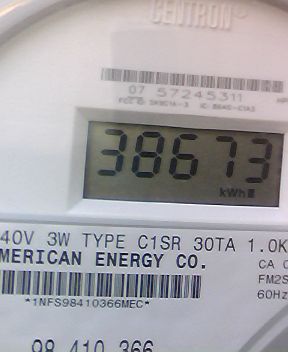 CENTRON
07 57245311
38673
kWh
40V 3W TYPE C1SR 30TA 1.0K
MERICAN ENERGY CO.
CA 0
FM2S
60Hz
*1NFS98410366MEC*
98 410 366